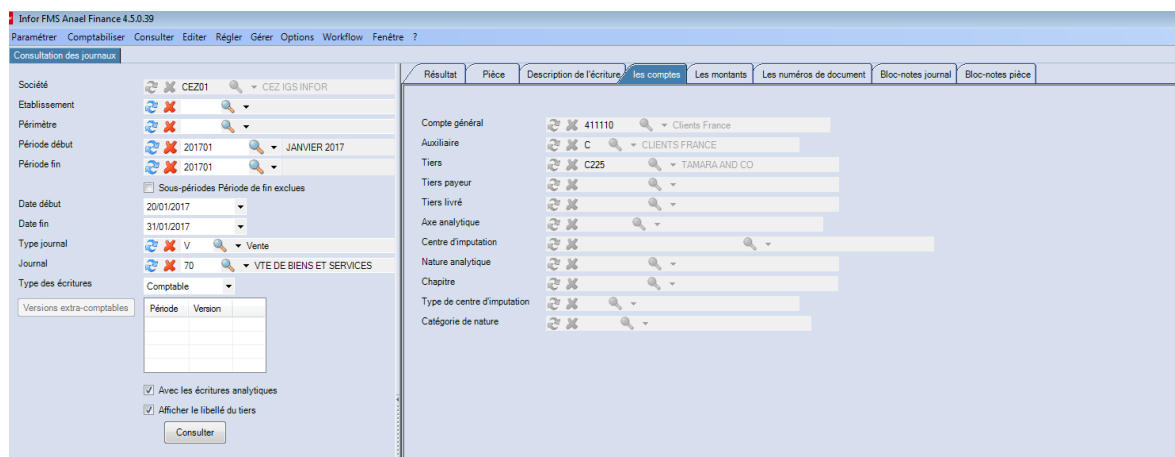 Infor FMS Anael Finance 4.5.0.39
Paramétrer Comptabiliser Consulter Editer Régler Gérer Options Workflow Fenêtre ?
Consultation des journaux
Société CEZ01 CEZ IGS INFOR
Etablissement
Périmètre
Période début 201701 JANVIER 2017
Période fin 201701
Sous-périodes Période de fin exclues
Date début 20/01/2017
Date fin 31/01/2017
Type journal V Vente
Journal 70 VTE DE BIENS ET SERVICES
Type des écritures Comptable
Versions extra-comptables Période Version
Avec les écritures analytiques
Afficher le libellé du tiers
Consulter
Résultat Pièce Description de l'écriture les comptes Les montants Les numéros de document Bloc-notes journal Bloc-notes pièce
Compte général 411110 Clients France
Auxiliaire C CLIENTS FRANCE
Tiers C225 TAMARA AND CO
Tiers payeur
Tiers livré
Axe analytique
Centre d'imputation
Nature analytique
Chapitre
Type de centre d'imputation
Catégorie de nature